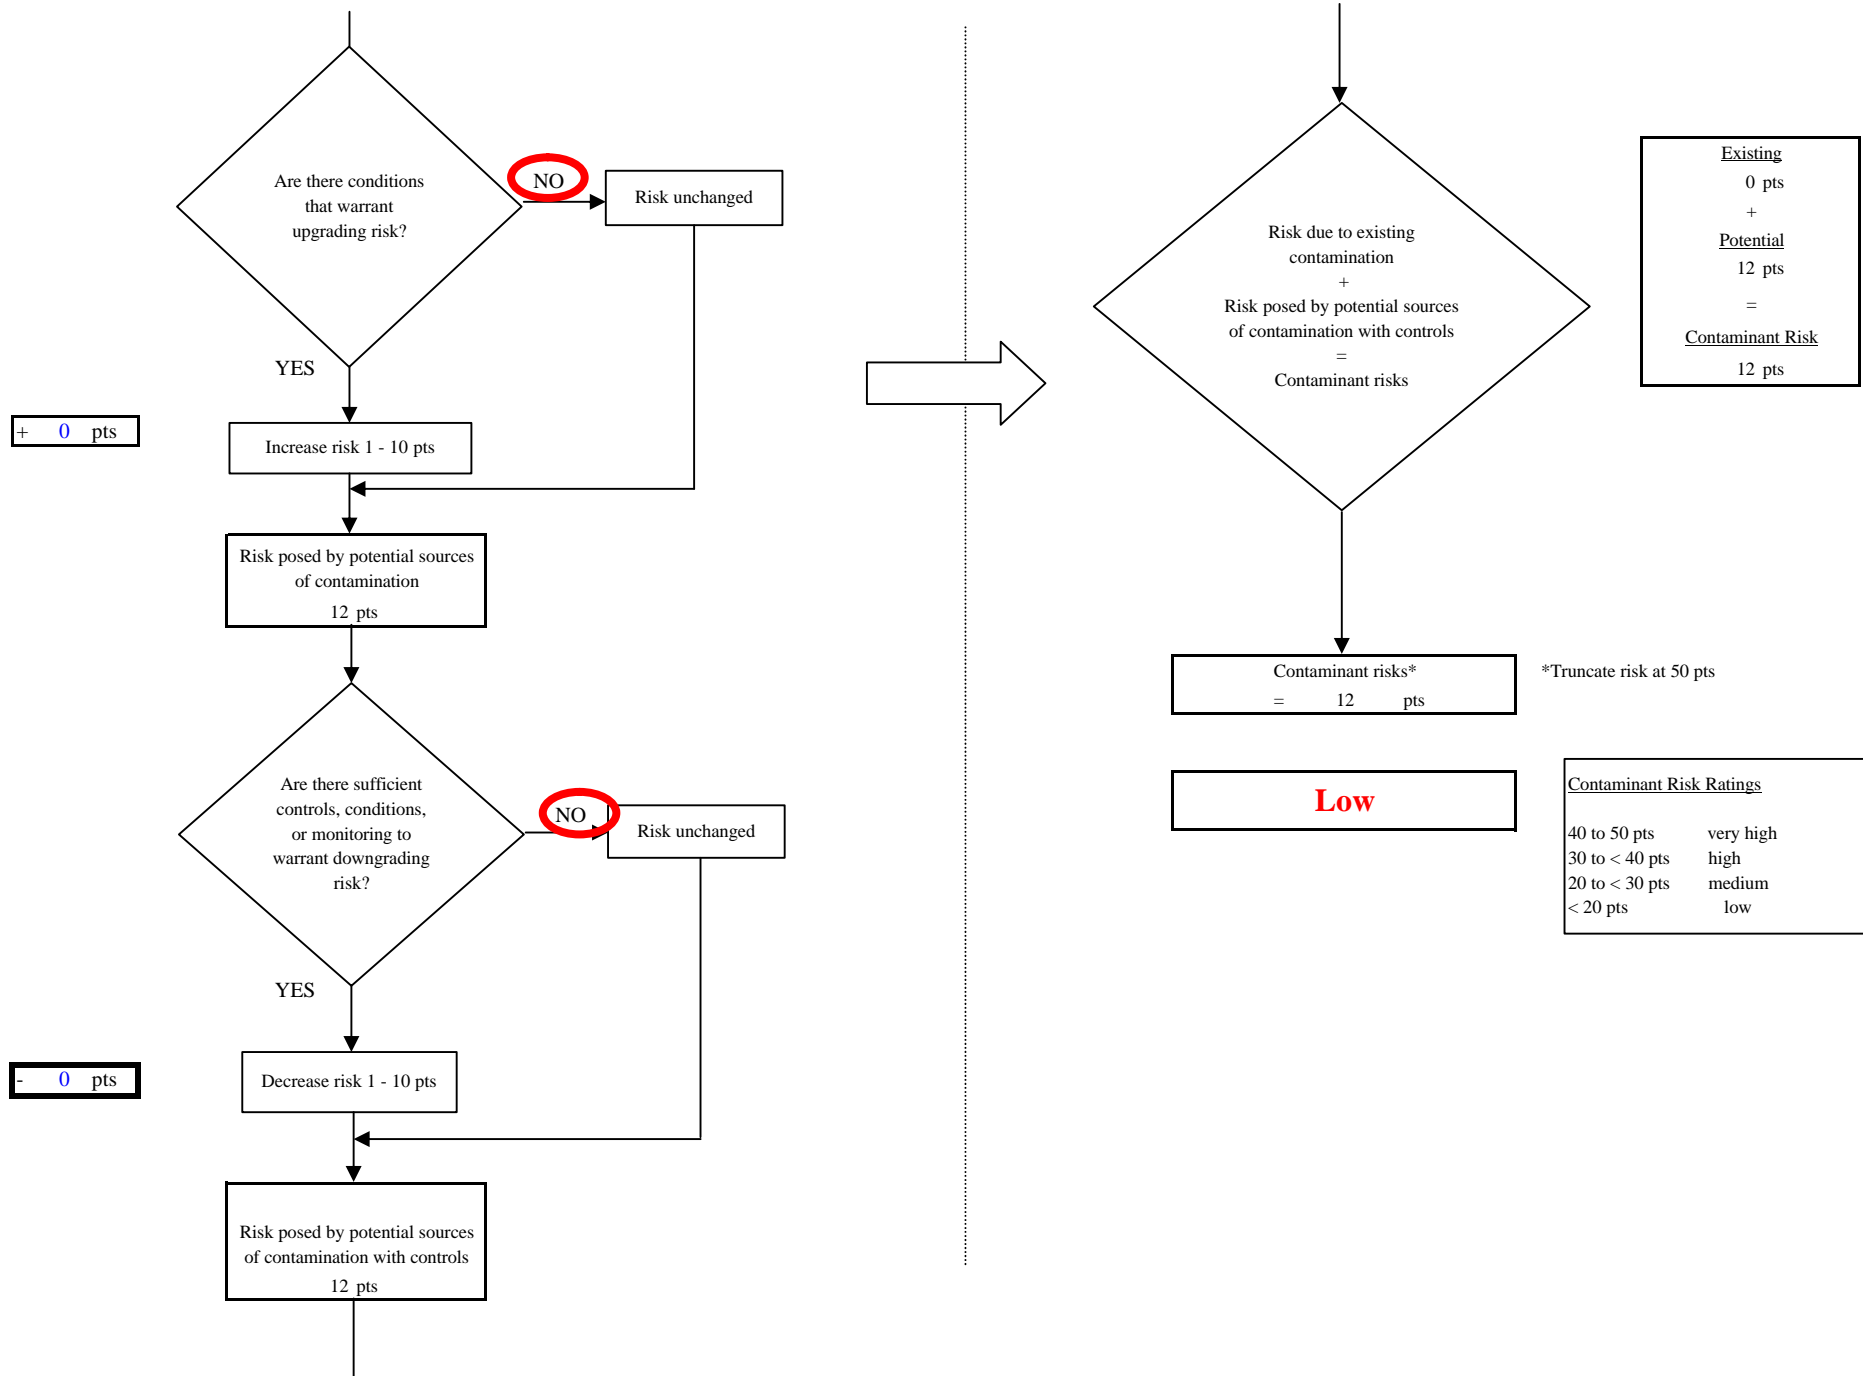 Are there conditions
that warrant
upgrading risk?
NO
Risk unchanged
YES
+ 0 pts
Increase risk 1 - 10 pts
Risk posed by potential sources
of contamination
12 pts
Are there sufficient
controls, conditions,
or monitoring to
warrant downgrading
risk?
NO
Risk unchanged
YES
- 0 pts
Decrease risk 1 - 10 pts
Risk posed by potential sources
of contamination with controls
12 pts
Risk due to existing
contamination
+
Risk posed by potential sources
of contamination with controls
=
Contaminant risks
Existing
0 pts
+
Potential
12 pts
=
Contaminant Risk
12 pts
Contaminant risks*
= 12 pts
*Truncate risk at 50 pts
Low
Contaminant Risk Ratings
40 to 50 pts very high
30 to < 40 pts high
20 to < 30 pts medium
< 20 pts low